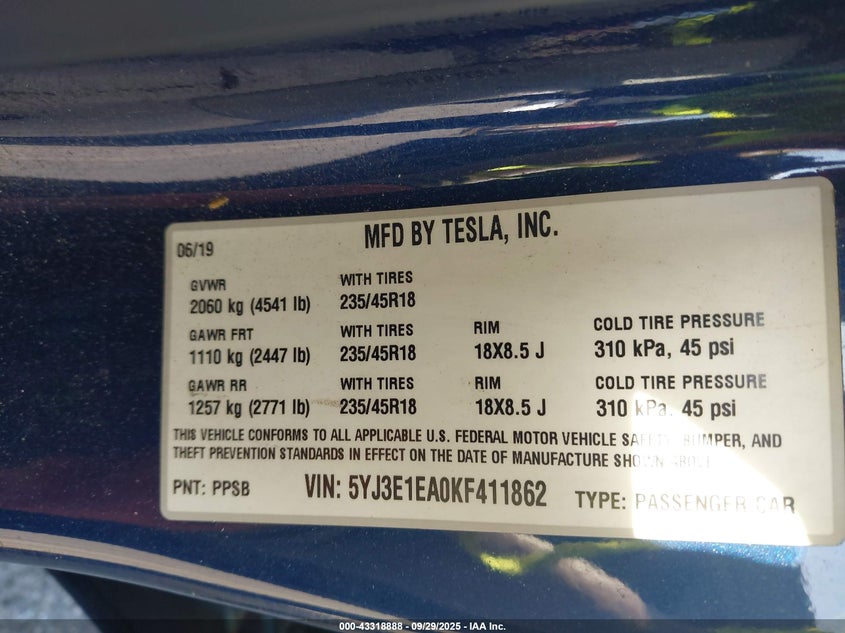 06/19 MFD BY TESLA, INC.
GVWR WITH TIRES
2060 kg (4541 lb) 235/45R18
GAWR FRT WITH TIRES RIM COLD TIRE PRESSURE
1110 kg (2447 lb) 235/45R18 18X8.5 J 310 kPa, 45 psi
GAWR RR WITH TIRES RIM COLD TIRE PRESSURE
1257 kg (2771 lb) 235/45R18 18X8.5 J 310 kPa, 45 psi
THIS VEHICLE CONFORMS TO ALL APPLICABLE U.S. FEDERAL MOTOR VEHICLE SAFETY, BUMPER, AND
THEFT PREVENTION STANDARDS IN EFFECT ON THE DATE OF MANUFACTURE SHOWN ABOVE
PNT: PPSB VIN: 5YJ3E1EA0KF411862 TYPE: PASSENGER CAR
000-43318888 - 09/29/2025 - IAA Inc.